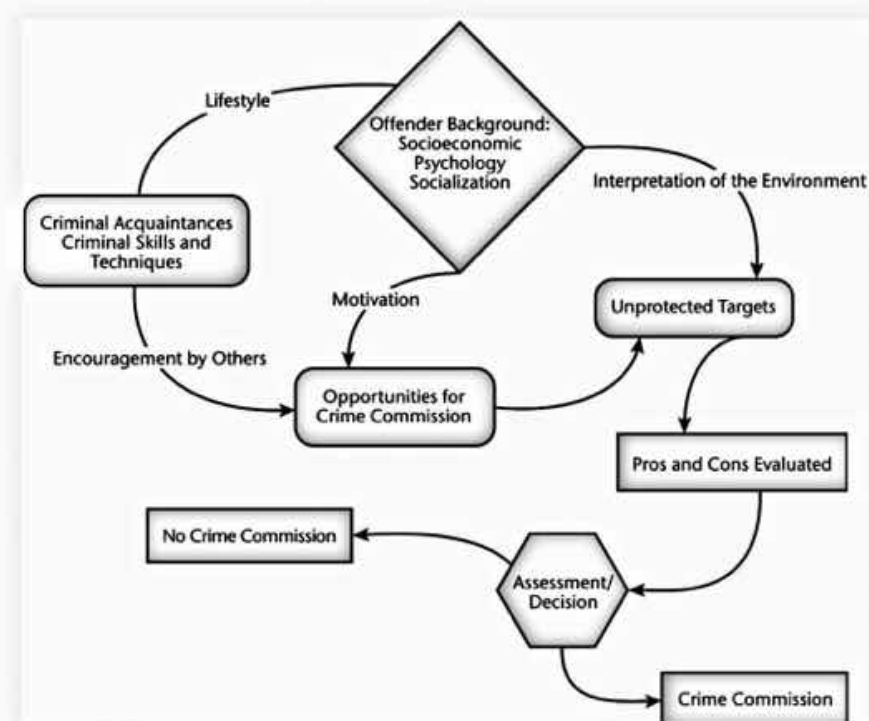 Lifestyle
Offender Background:
Socioeconomic
Psychology
Socialization
Interpretation of the Environment
Criminal Acquaintances
Criminal Skills and
Techniques
Motivation
Unprotected Targets
Encouragement by Others
Opportunities for
Crime Commission
Pros and Cons Evaluated
No Crime Commission
Assessment/
Decision
Crime Commission